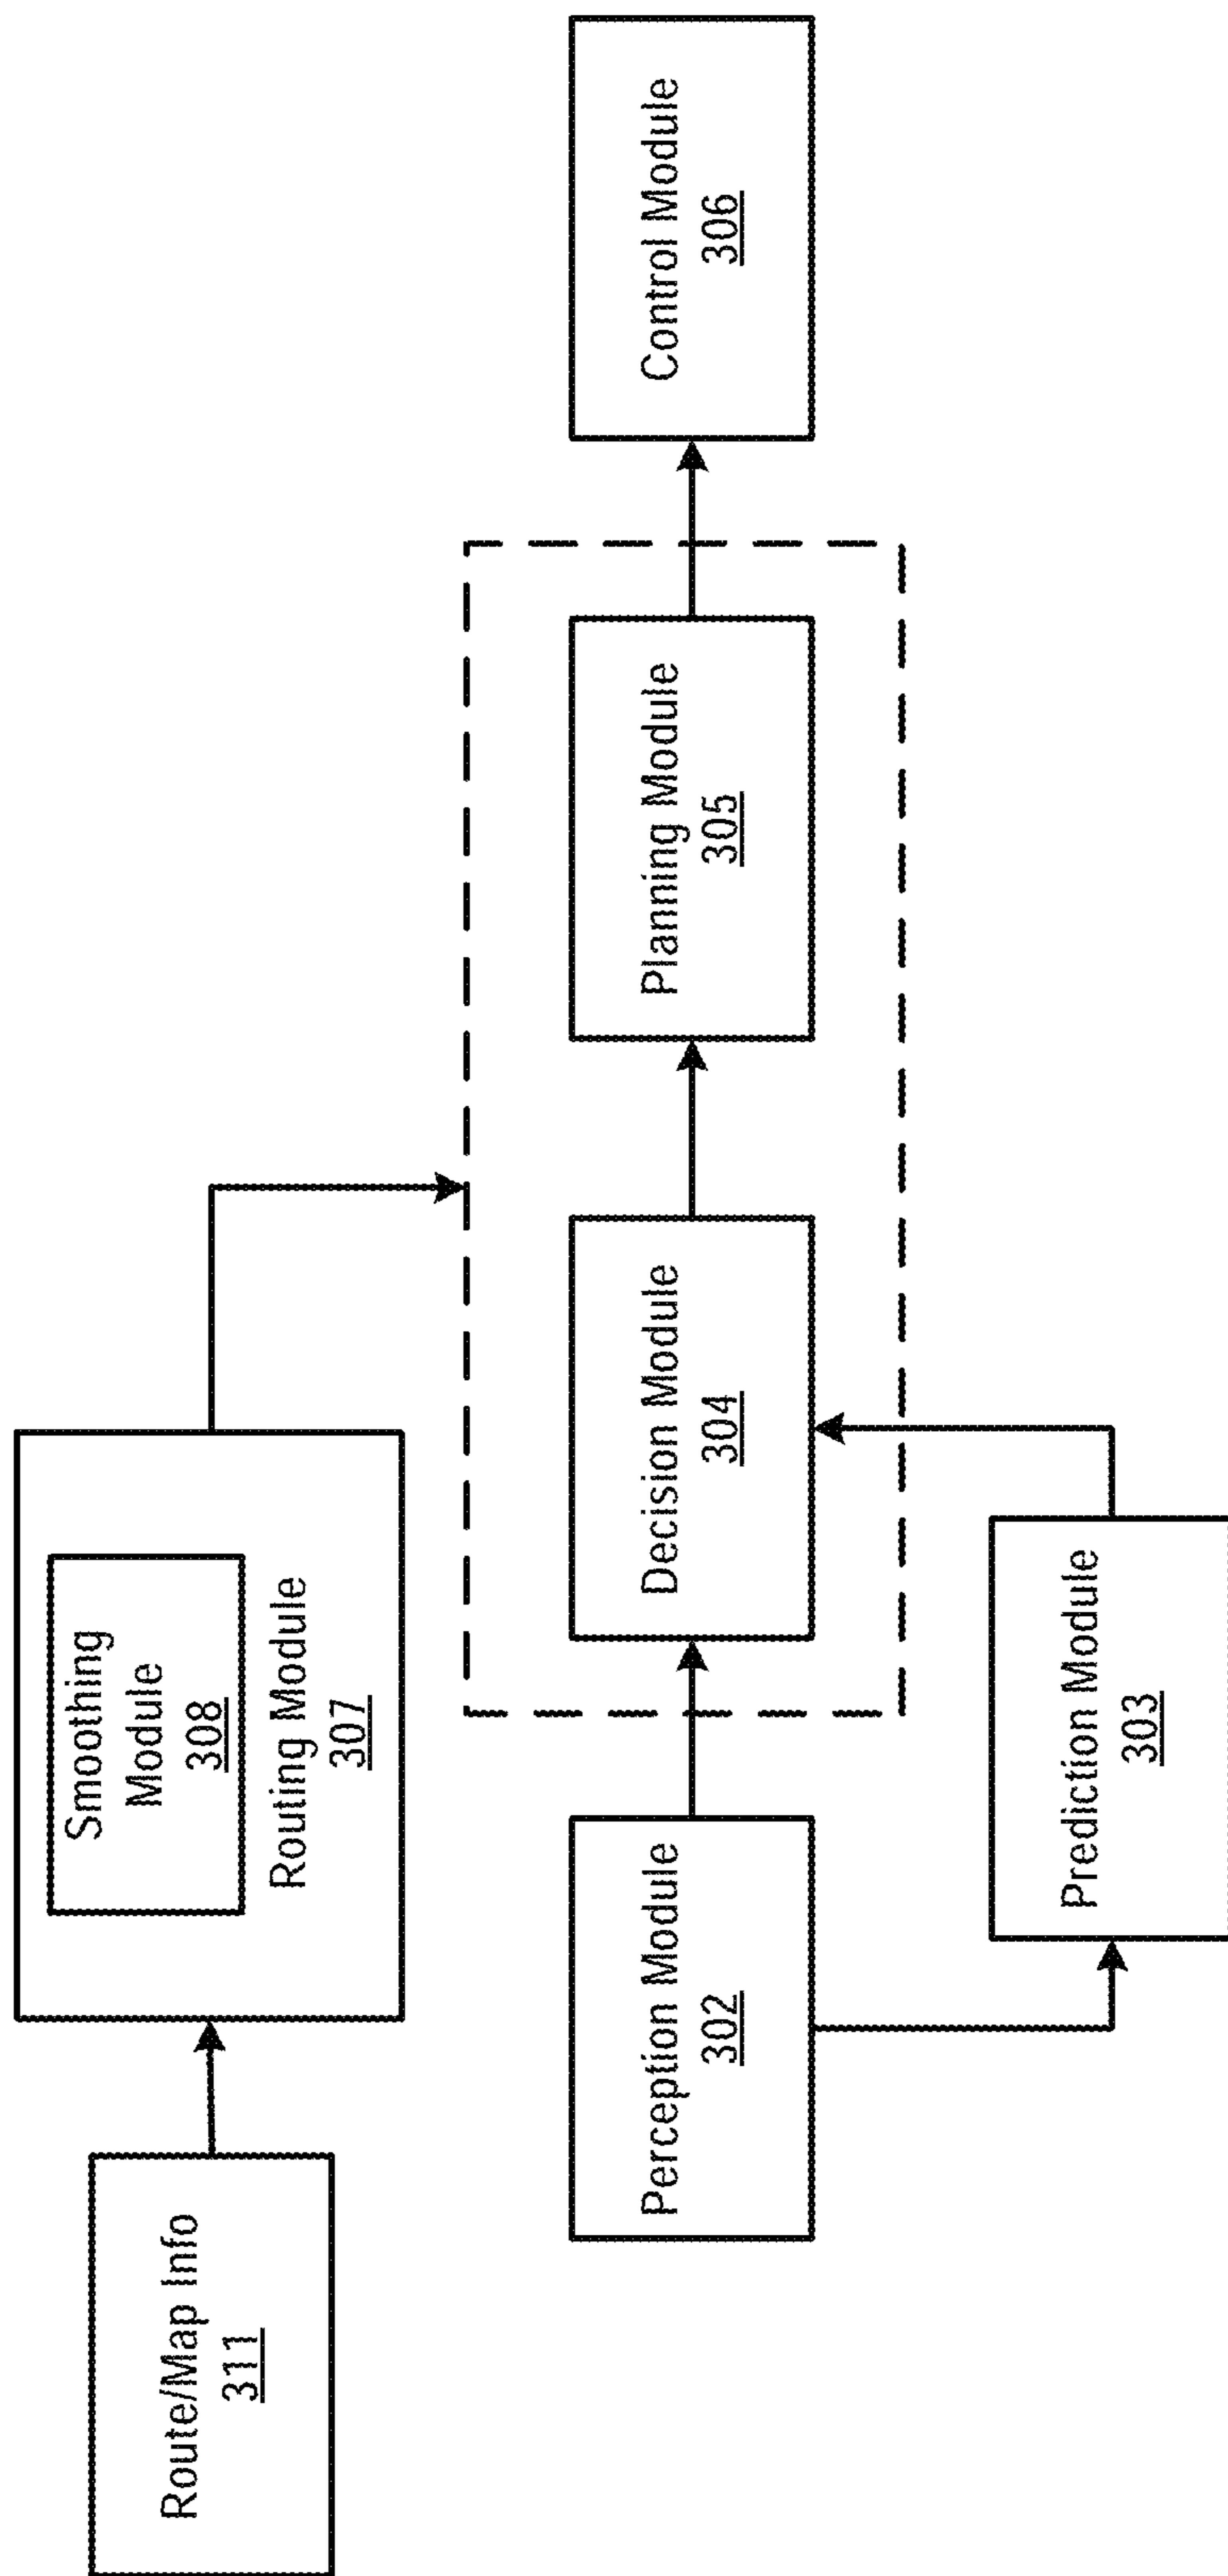 Route/Map Info
311
Smoothing
Module
308
Routing Module
307
Perception Module
302
Decision Module
304
Planning Module
305
Control Module
306
Prediction Module
303